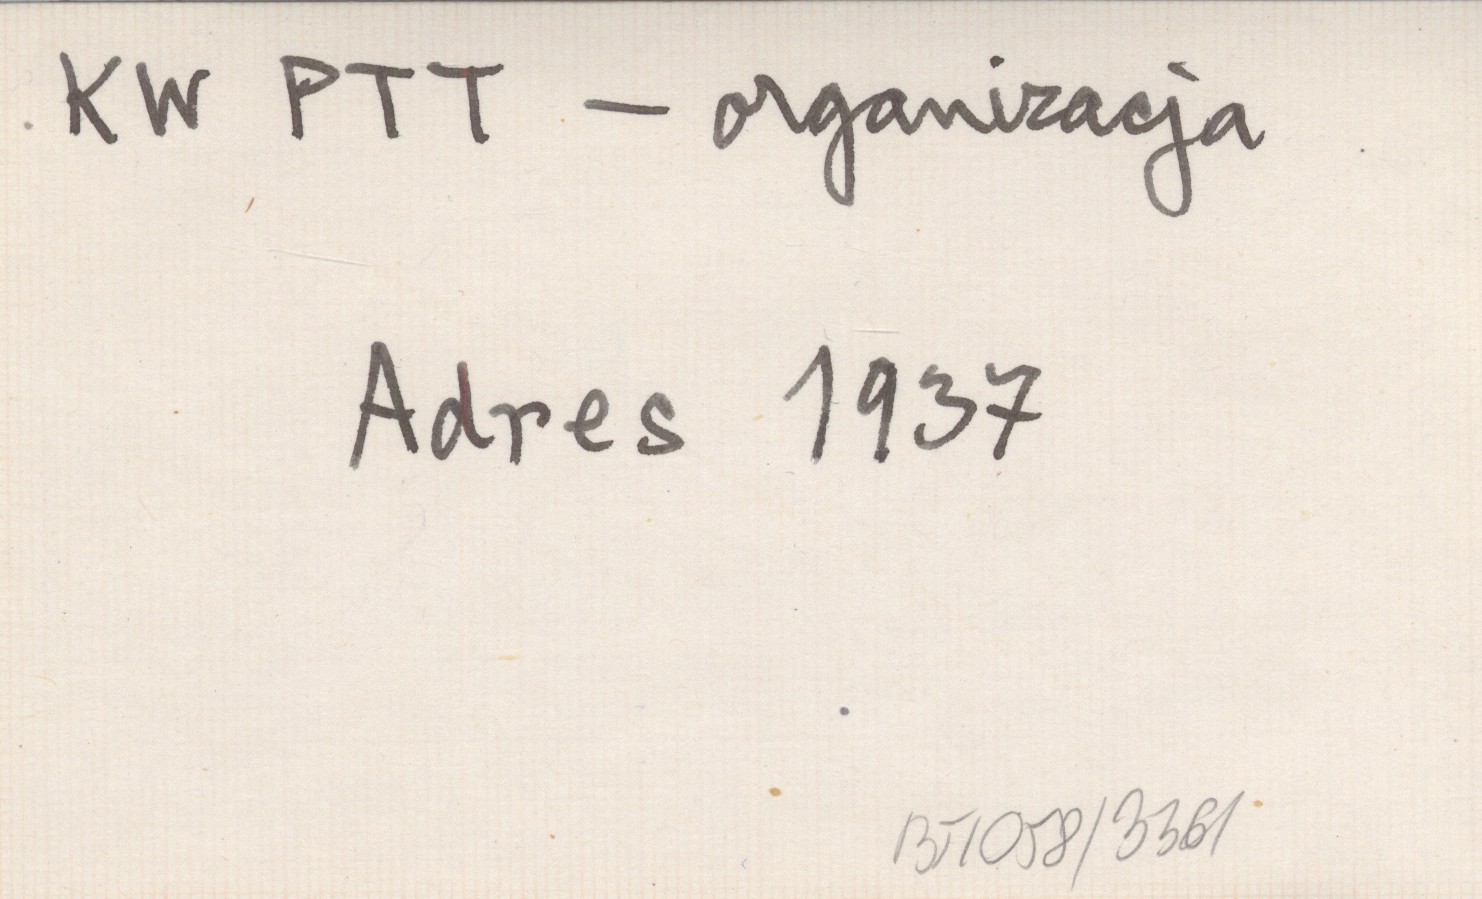 KW PTT — organizacja
Adres 1937
BT1058/3361